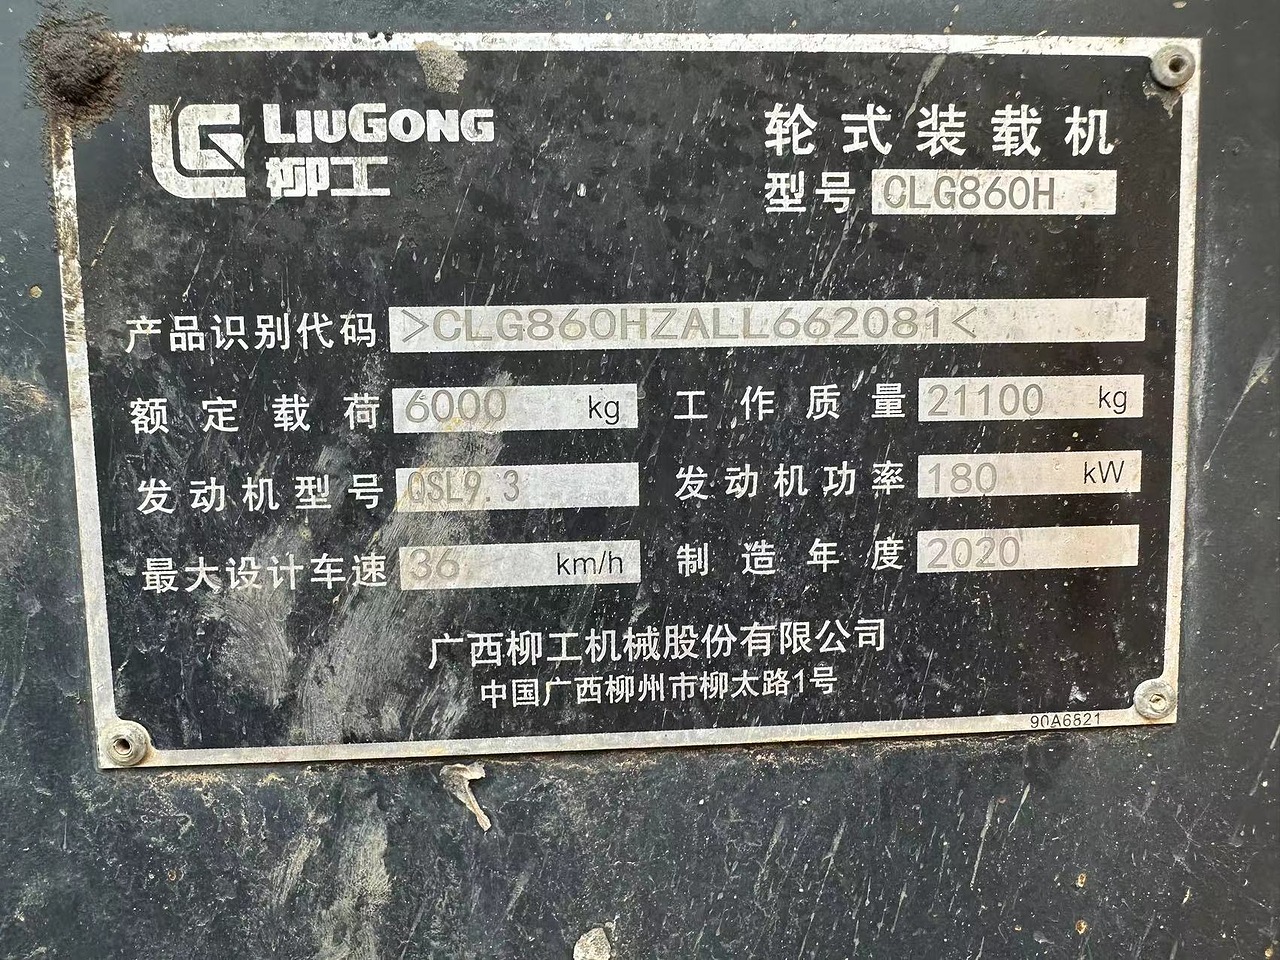 LIUGONG
柳工
轮式装载机
型号 CLG860H
产品识别代码 >CLG860HZALL662081<
额定载荷 6000 kg 工作质量 21100 kg
发动机型号 QSL9.3 发动机功率 180 kW
最大设计车速 36 km/h 制造年度 2020
广西柳工机械股份有限公司
中国广西柳州市柳太路1号
90A6821